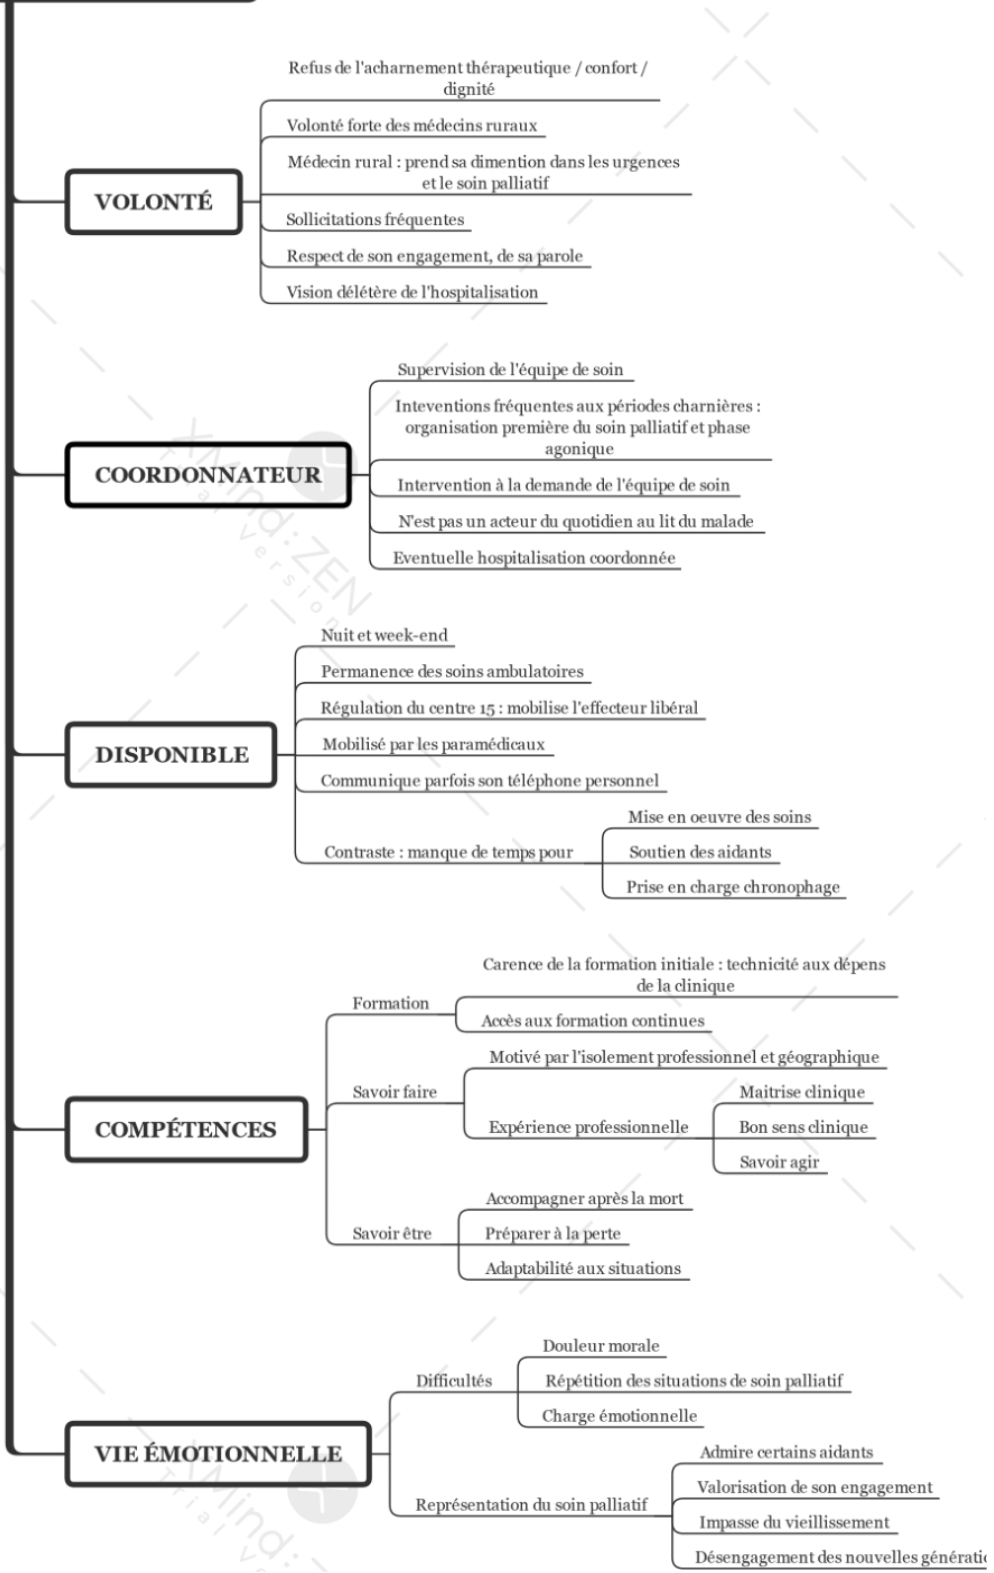 Refus de l'acharnement thérapeutique / confort /
dignité
Volonté forte des médecins ruraux
Médecin rural : prend sa dimention dans les urgences
et le soin palliatif
VOLONTÉ
Sollicitations fréquentes
Respect de son engagement, de sa parole
Vision délétère de l'hospitalisation
Supervision de l'équipe de soin
Inteventions fréquentes aux périodes charnières :
organisation première du soin palliatif et phase
agonique
COORDONNATEUR
Intervention à la demande de l'équipe de soin
N'est pas un acteur du quotidien au lit du malade
Eventuelle hospitalisation coordonnée
XMind:ZEN
Trial Version
Nuit et week-end
Permanence des soins ambulatoires
Régulation du centre 15 : mobilise l'effecteur libéral
DISPONIBLE
Mobilisé par les paramédicaux
Communique parfois son téléphone personnel
Contraste : manque de temps pour
Mise en oeuvre des soins
Soutien des aidants
Prise en charge chronophage
COMPÉTENCES
Formation
Carence de la formation initiale : technicité aux dépens
de la clinique
Accès aux formation continues
Savoir faire
Motivé par l'isolement professionnel et géographique
Expérience professionnelle
Maitrise clinique
Bon sens clinique
Savoir agir
Savoir être
Accompagner après la mort
Préparer à la perte
Adaptabilité aux situations
VIE ÉMOTIONNELLE
Difficultés
Douleur morale
Répétition des situations de soin palliatif
Charge émotionnelle
Représentation du soin palliatif
Admire certains aidants
Valorisation de son engagement
Impasse du vieillissement
Désengagement des nouvelles génératio
XMind:
Trial